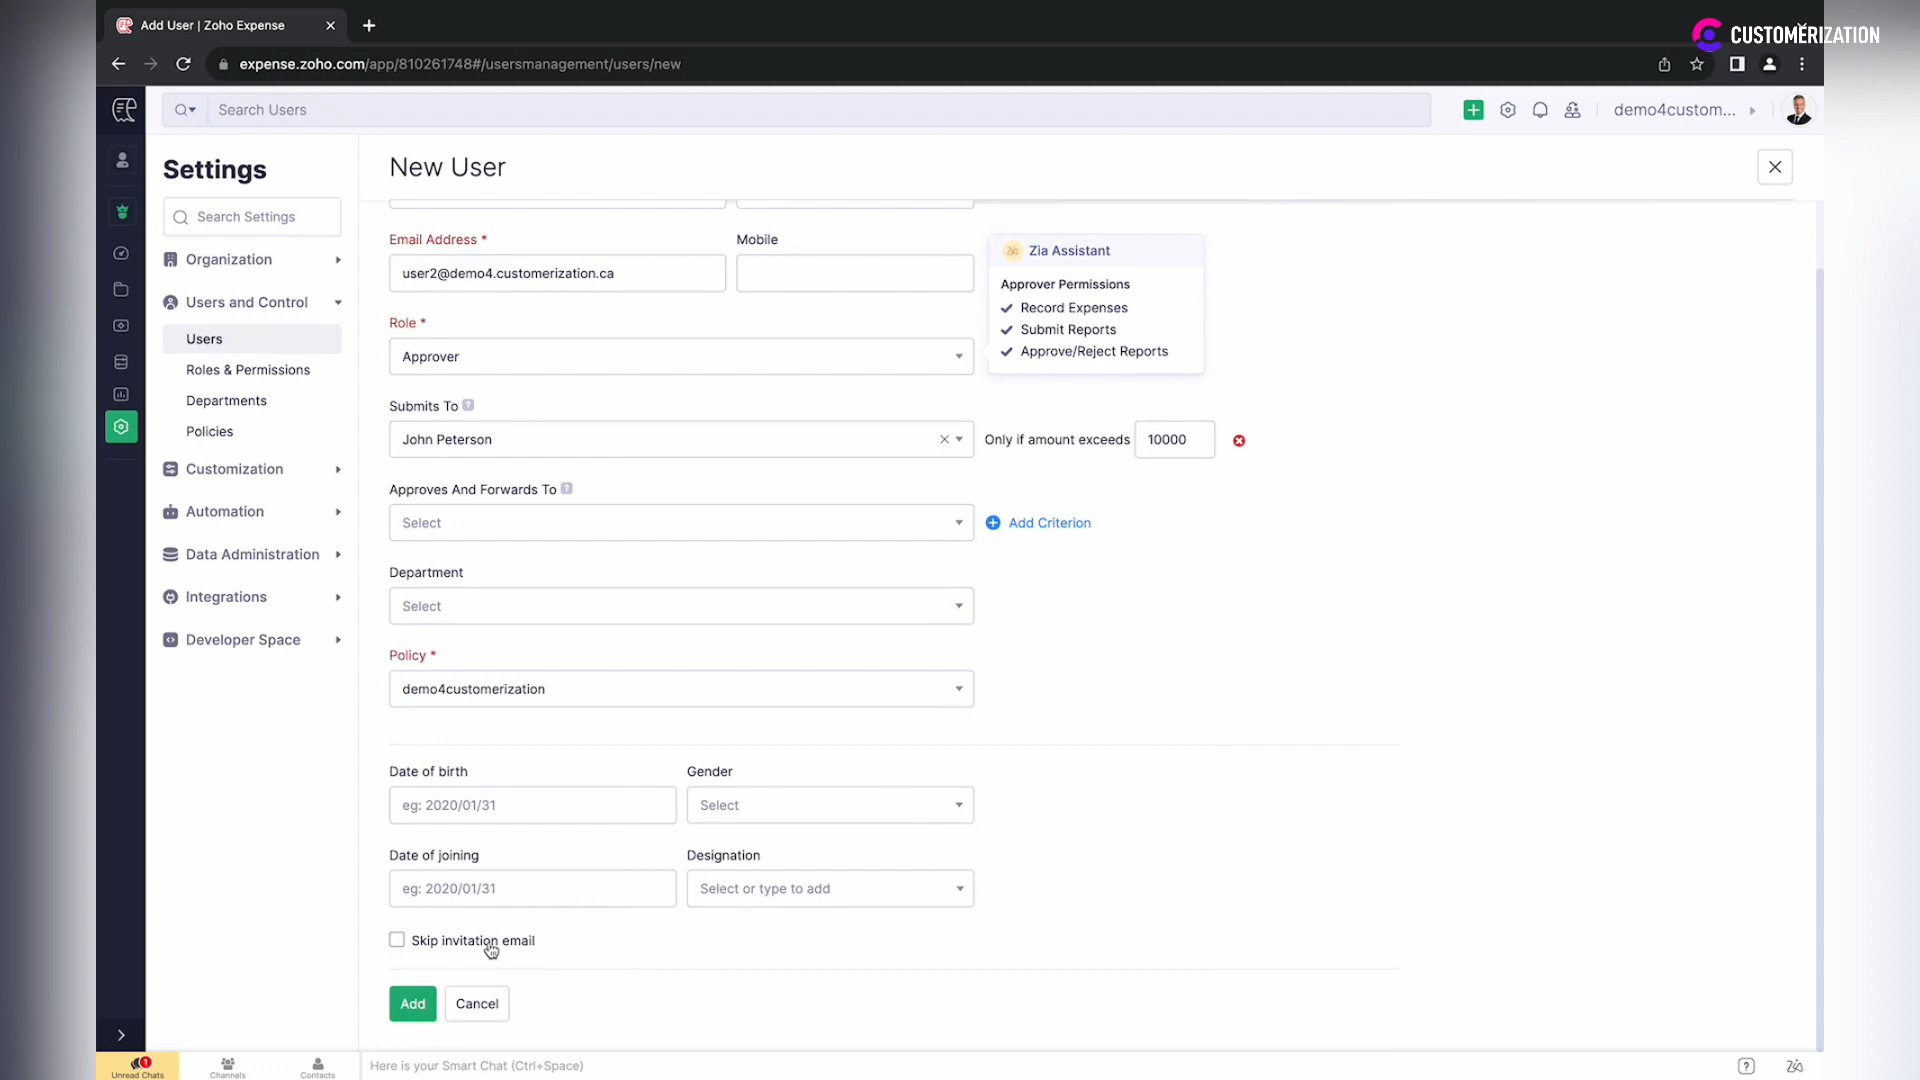 Add User | Zoho Expense
CUSTOMERIZATION
expense.zoho.com/app/810261748#/usersmanagement/users/new
Search Users
demo4custom...
Settings
New User
Search Settings
Organization
Users and Control
Users
Roles & Permissions
Departments
Policies
Customization
Automation
Data Administration
Integrations
Developer Space
Email Address *
Mobile
user2@demo4.customerization.ca
Zia Assistant
Approver Permissions
Record Expenses
Submit Reports
Approve/Reject Reports
Role *
Approver
Submits To ?
John Peterson
Only if amount exceeds 10000
Approves And Forwards To ?
Select
Add Criterion
Department
Select
Policy *
demo4customerization
Date of birth
Gender
eg: 2020/01/31
Select
Date of joining
Designation
eg: 2020/01/31
Select or type to add
Skip invitation email
Add
Cancel
1
Unread Chats
Channels
Contacts
Here is your Smart Chat (Ctrl+Space)
?